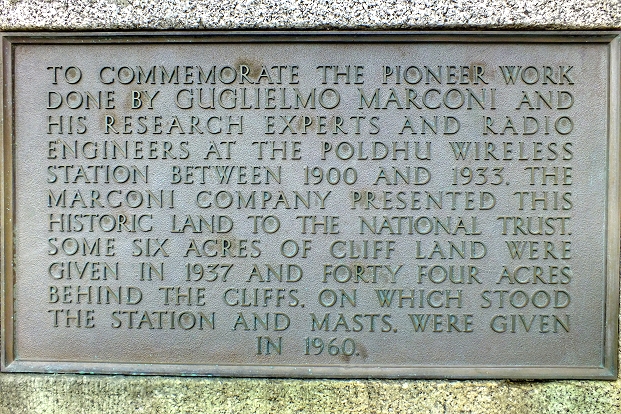 TO COMMEMORATE THE PIONEER WORK
DONE BY GUGLIELMO MARCONI AND
HIS RESEARCH EXPERTS AND RADIO
ENGINEERS AT THE POLDHU WIRELESS
STATION BETWEEN 1900 AND 1933. THE
MARCONI COMPANY PRESENTED THIS
HISTORIC LAND TO THE NATIONAL TRUST.
SOME SIX ACRES OF CLIFF LAND WERE
GIVEN IN 1937 AND FORTY FOUR ACRES
BEHIND THE CLIFFS, ON WHICH STOOD
THE STATION AND MASTS, WERE GIVEN
IN 1960.